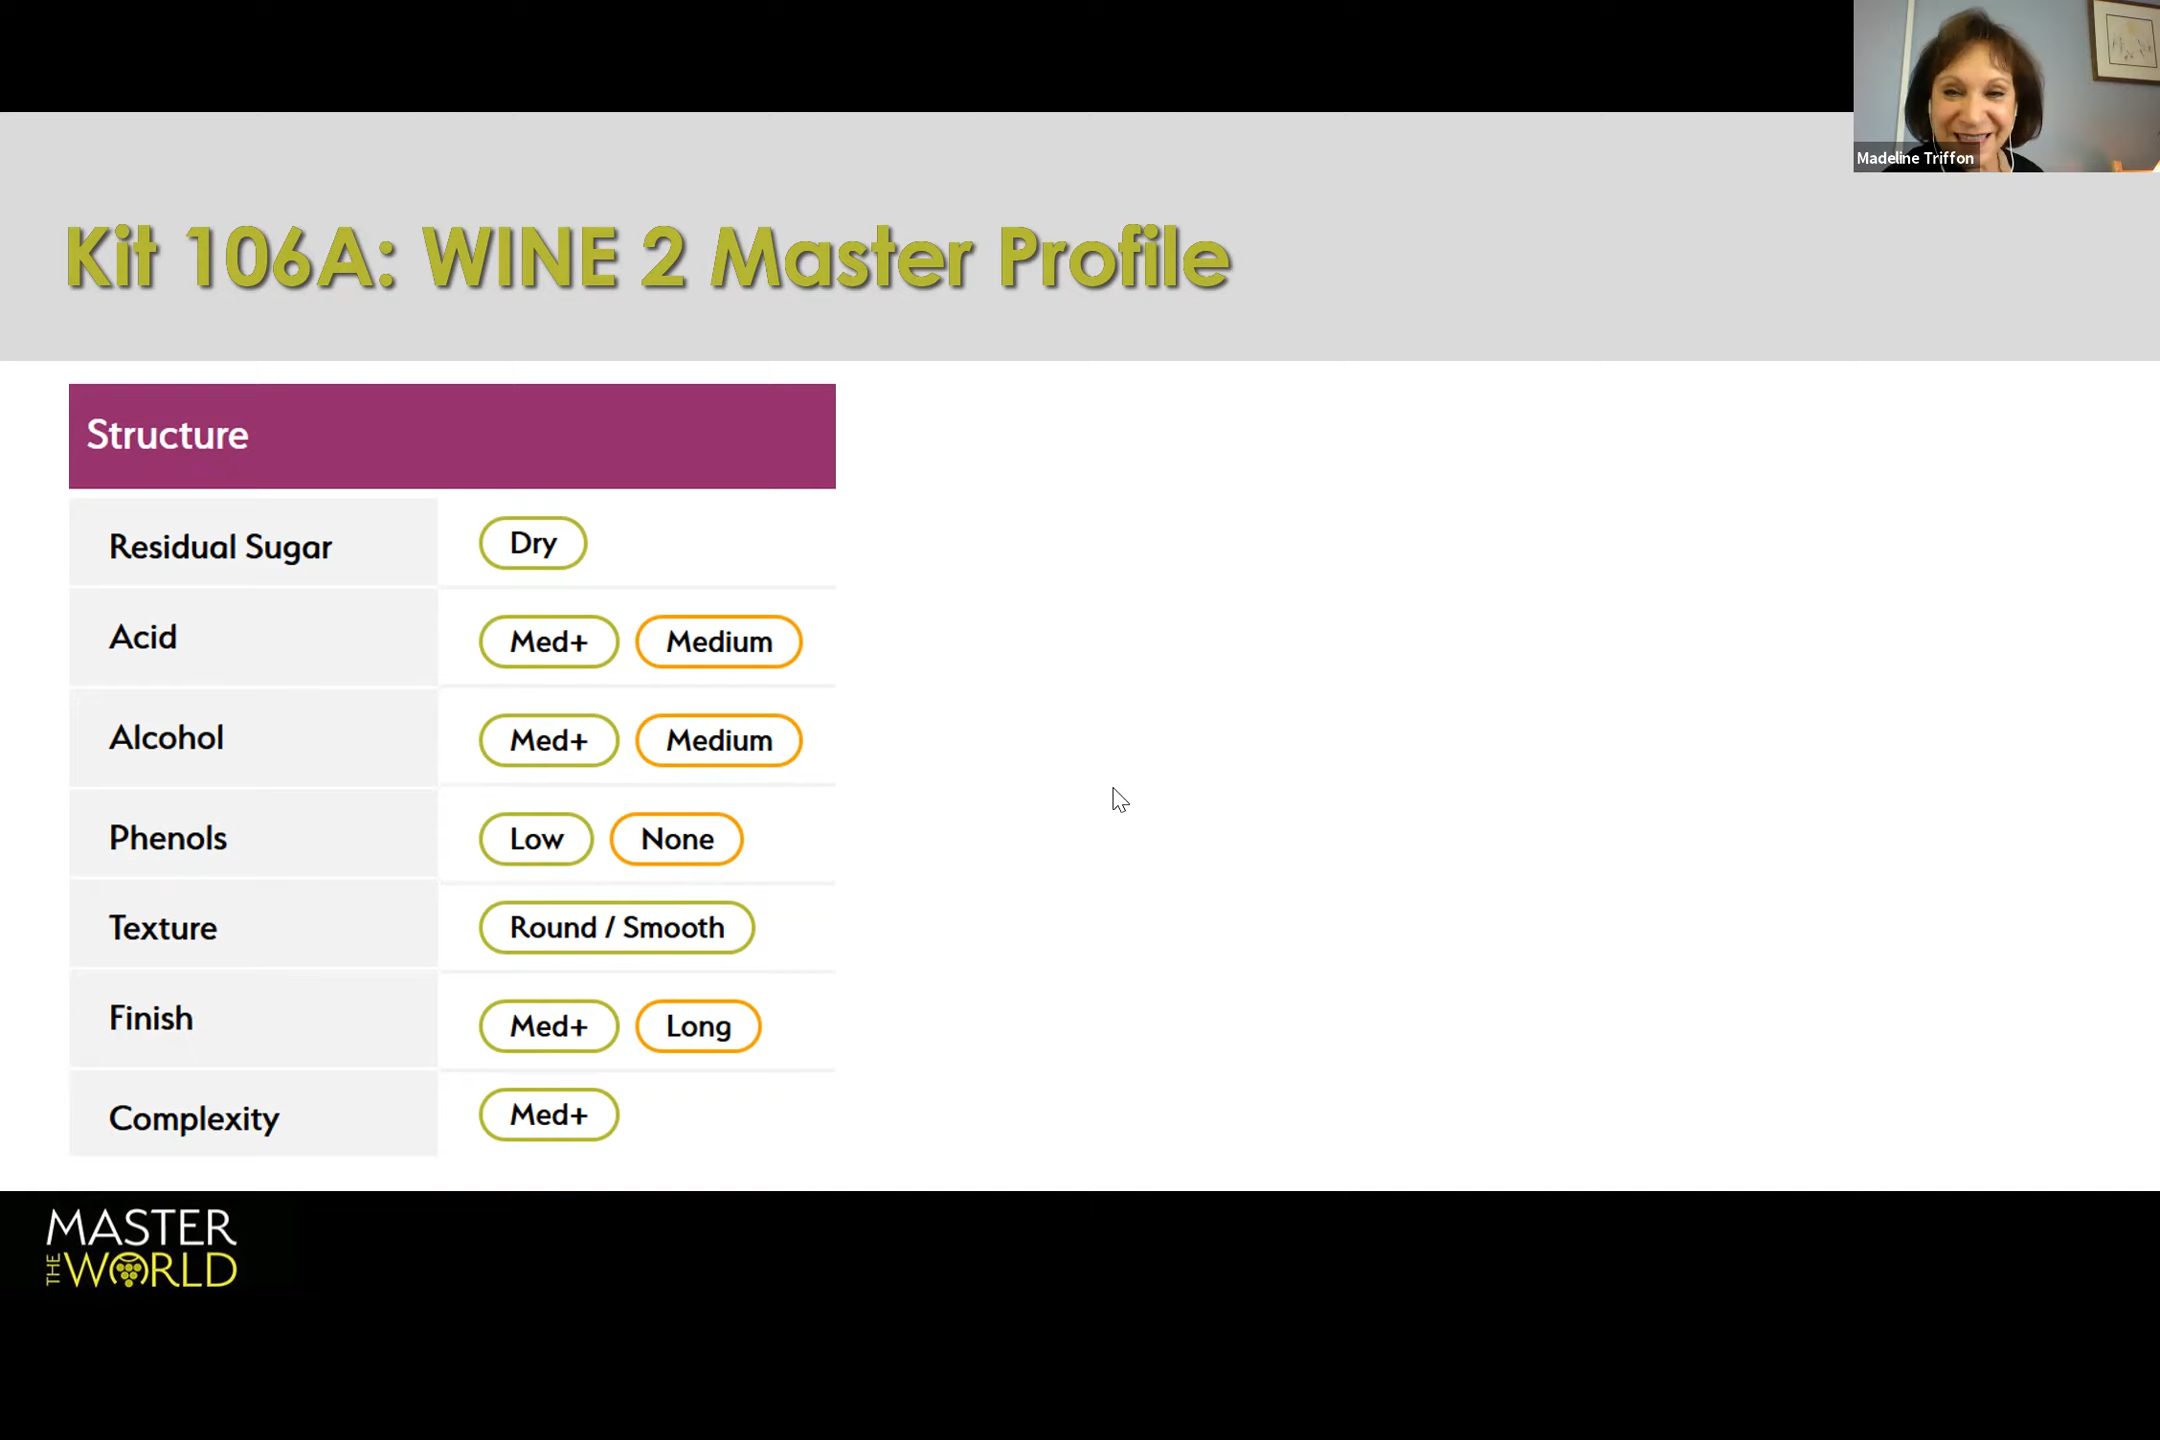 Madeline Triffon
Kit 106A: WINE 2 Master Profile
Structure
Residual Sugar Dry
Acid Med+ Medium
Alcohol Med+ Medium
Phenols Low None
Texture Round / Smooth
Finish Med+ Long
Complexity Med+
MASTER
THE WORLD